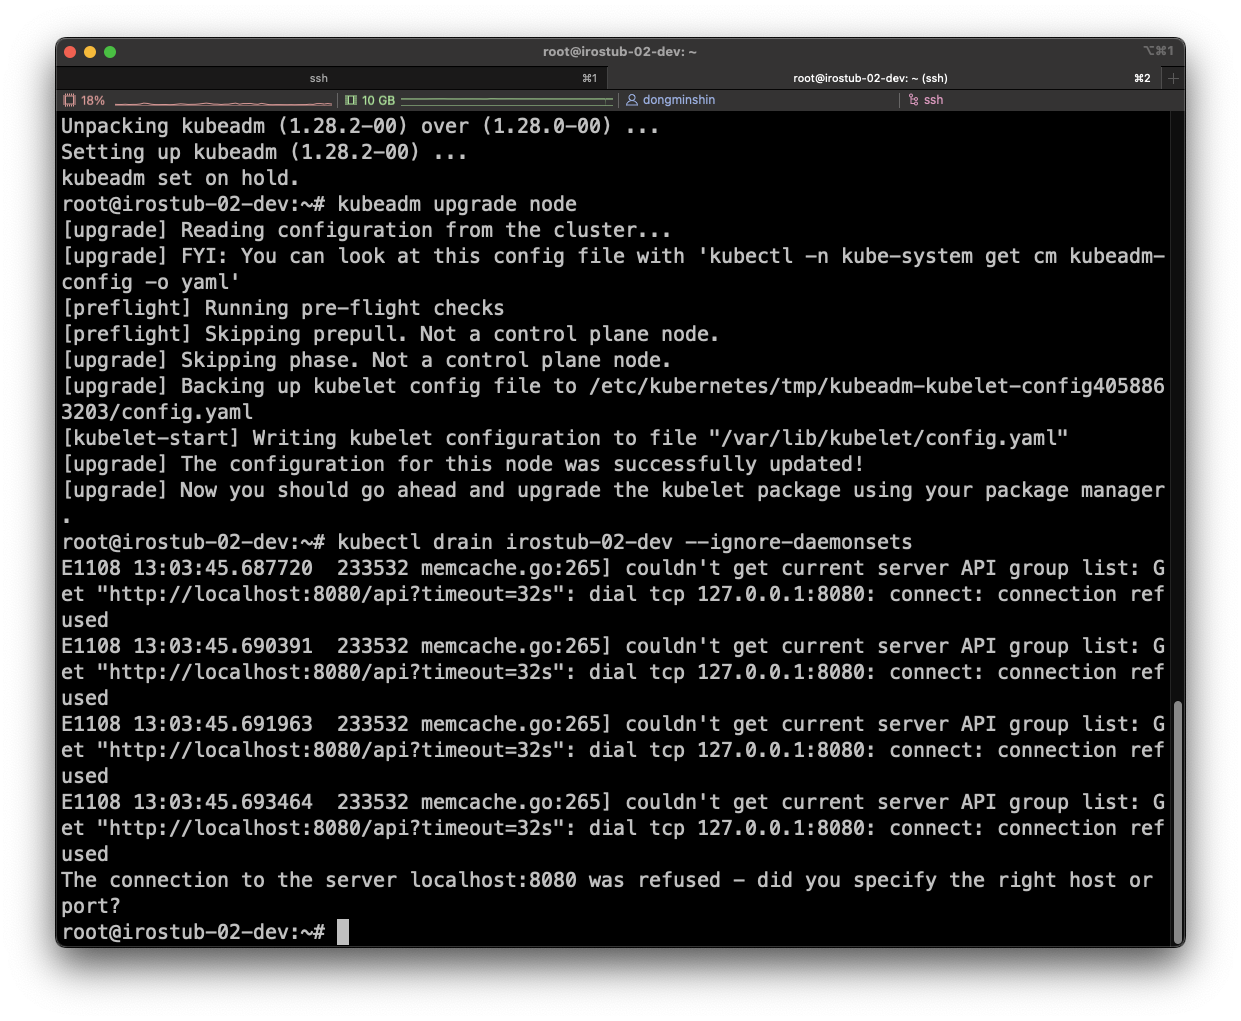 root@irostub-02-dev: ~
⌥⌘1
ssh
⌘1
root@irostub-02-dev: ~ (ssh)
⌘2
18%
10 GB
dongminshin
ssh
Unpacking kubeadm (1.28.2-00) over (1.28.0-00) ...
Setting up kubeadm (1.28.2-00) ...
kubeadm set on hold.
root@irostub-02-dev:~# kubeadm upgrade node
[upgrade] Reading configuration from the cluster...
[upgrade] FYI: You can look at this config file with 'kubectl -n kube-system get cm kubeadm-
config -o yaml'
[preflight] Running pre-flight checks
[preflight] Skipping prepull. Not a control plane node.
[upgrade] Skipping phase. Not a control plane node.
[upgrade] Backing up kubelet config file to /etc/kubernetes/tmp/kubeadm-kubelet-config405886
3203/config.yaml
[kubelet-start] Writing kubelet configuration to file "/var/lib/kubelet/config.yaml"
[upgrade] The configuration for this node was successfully updated!
[upgrade] Now you should go ahead and upgrade the kubelet package using your package manager
.
root@irostub-02-dev:~# kubectl drain irostub-02-dev --ignore-daemonsets
E1108 13:03:45.687720  233532 memcache.go:265] couldn't get current server API group list: G
et "http://localhost:8080/api?timeout=32s": dial tcp 127.0.0.1:8080: connect: connection ref
used
E1108 13:03:45.690391  233532 memcache.go:265] couldn't get current server API group list: G
et "http://localhost:8080/api?timeout=32s": dial tcp 127.0.0.1:8080: connect: connection ref
used
E1108 13:03:45.691963  233532 memcache.go:265] couldn't get current server API group list: G
et "http://localhost:8080/api?timeout=32s": dial tcp 127.0.0.1:8080: connect: connection ref
used
E1108 13:03:45.693464  233532 memcache.go:265] couldn't get current server API group list: G
et "http://localhost:8080/api?timeout=32s": dial tcp 127.0.0.1:8080: connect: connection ref
used
The connection to the server localhost:8080 was refused - did you specify the right host or
port?
root@irostub-02-dev:~#